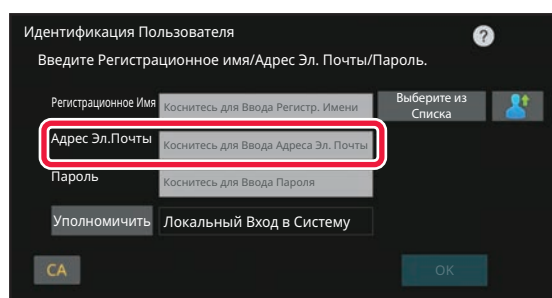 Идентификация Пользователя
?
Введите Регистрационное имя/Адрес Эл. Почты/Пароль.
Регистрационное Имя Коснитесь для Ввода Регистр. Имени Выберите из Списка
Адрес Эл.Почты Коснитесь для Ввода Адреса Эл. Почты
Пароль Коснитесь для Ввода Пароля
Уполномичить Локальный Вход в Систему
CA OK